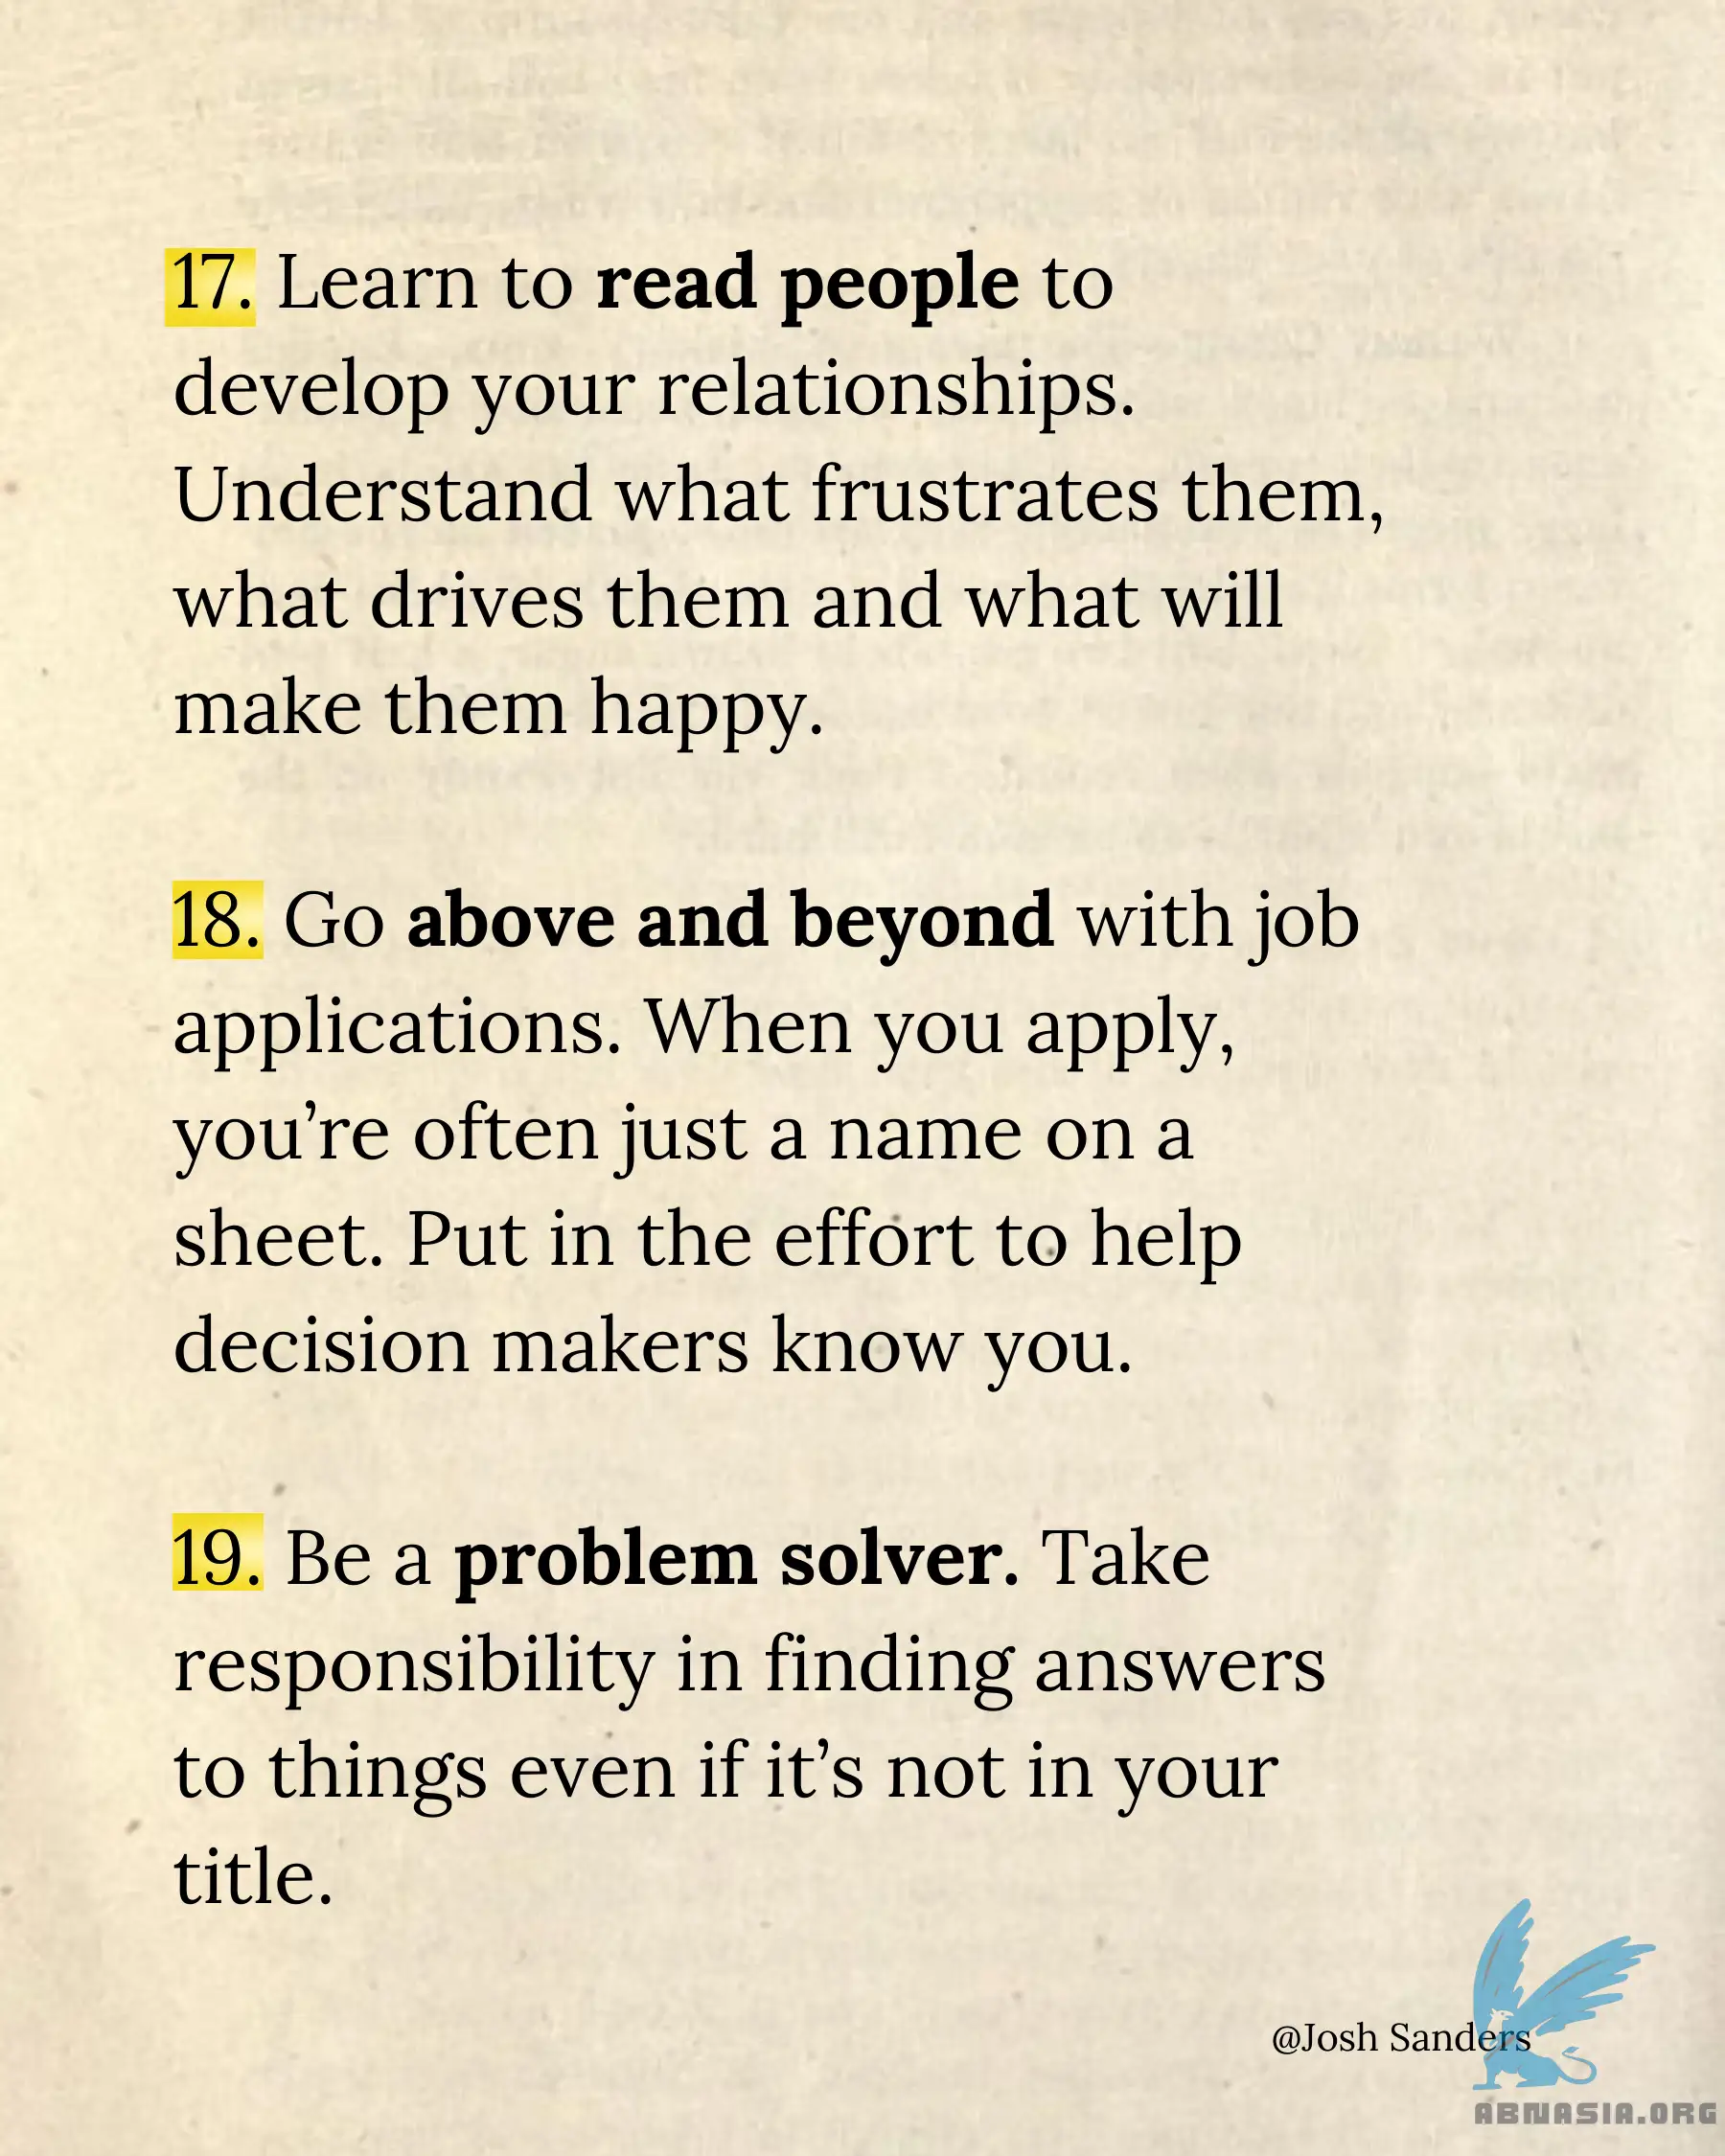 17. Learn to read people to
develop your relationships.
Understand what frustrates them,
what drives them and what will
make them happy.
18. Go above and beyond with job
applications. When you apply,
you’re often just a name on a
sheet. Put in the effort to help
decision makers know you.
19. Be a problem solver. Take
responsibility in finding answers
to things even if it’s not in your
title.
@Josh Sanders
ABNASIA.ORG